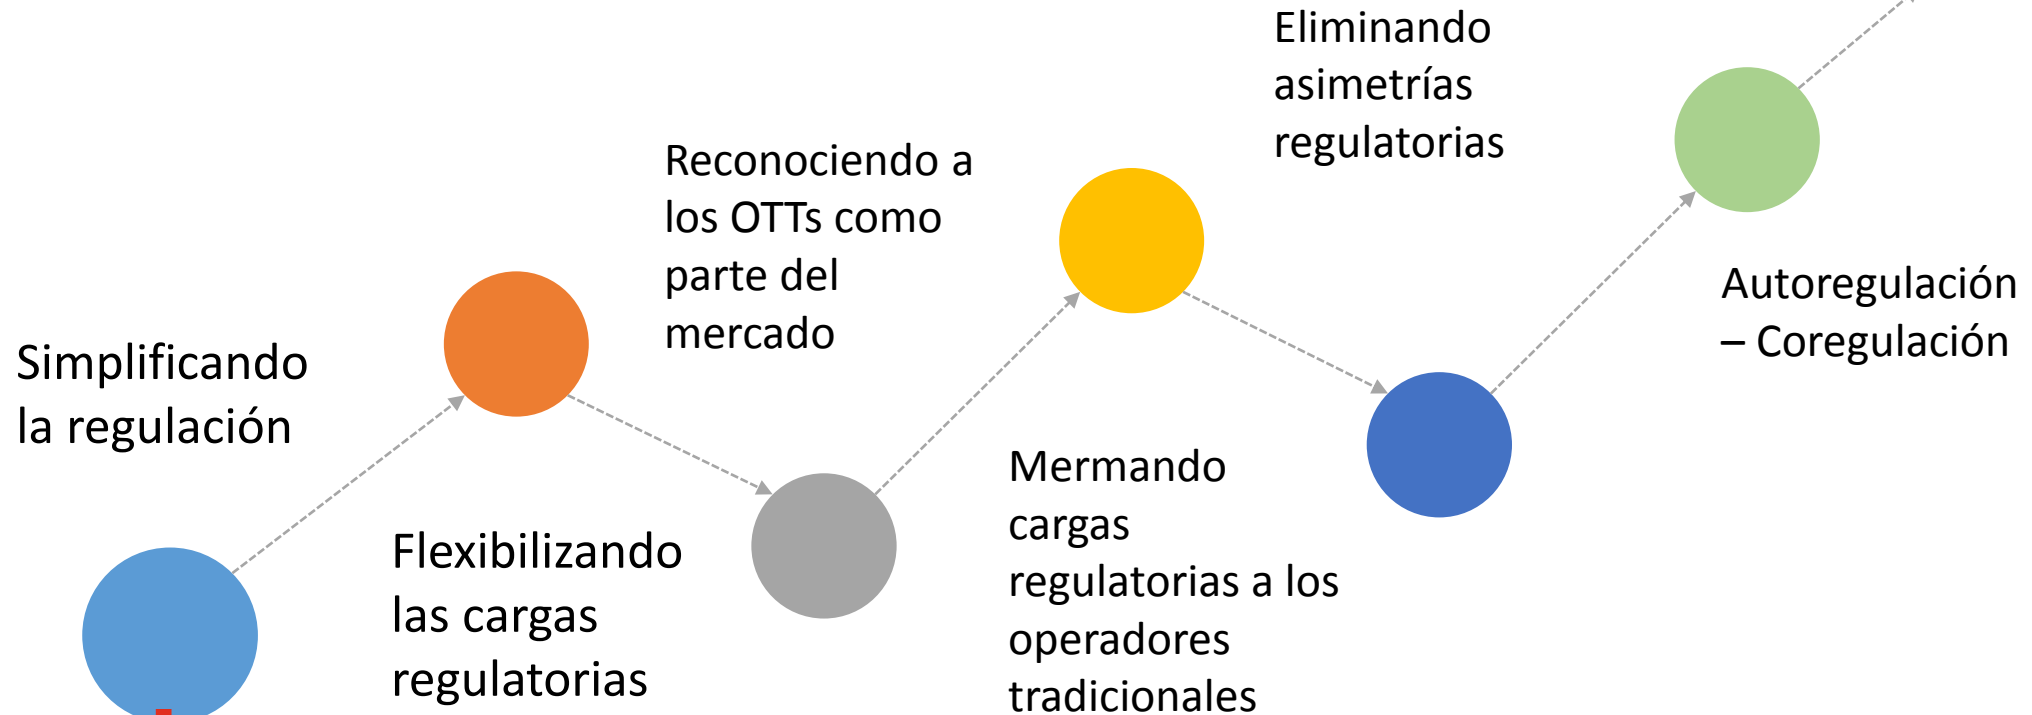 Simplificando
la regulación
Flexibilizando
las cargas
regulatorias
Reconociendo a
los OTTs como
parte del
mercado
Mermando
cargas
regulatorias a los
operadores
tradicionales
Eliminando
asimetrías
regulatorias
Autoregulación
– Coregulación